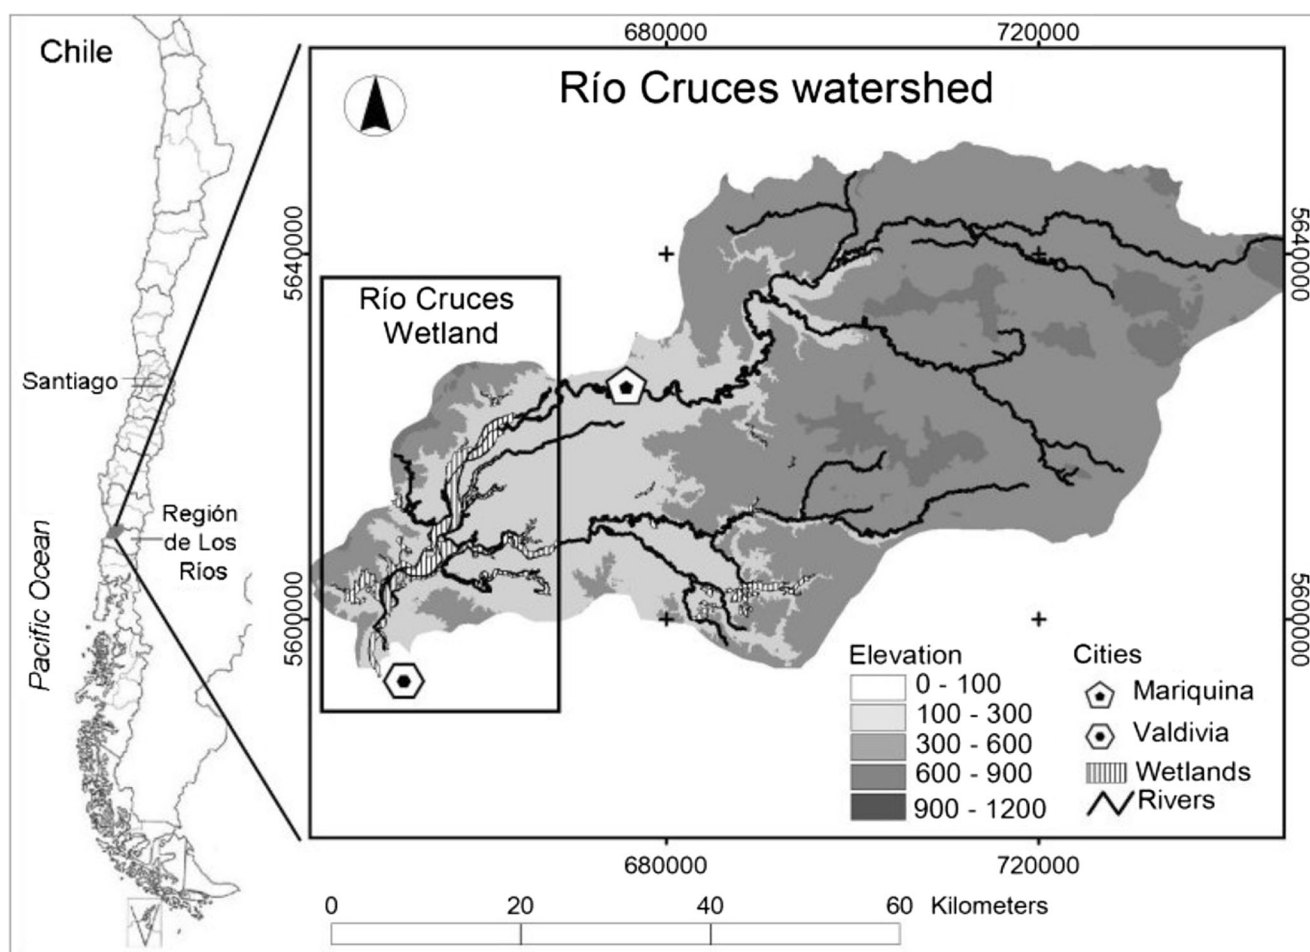 Chile
Santiago
Región
de Los
Ríos
Pacific Ocean
680000
720000
Río Cruces watershed
5640000
5640000
Río Cruces
Wetland
5600000
5600000
Elevation
0 - 100
100 - 300
300 - 600
600 - 900
900 - 1200
Cities
Mariquina
Valdivia
Wetlands
Rivers
680000
720000
0
20
40
60
Kilometers